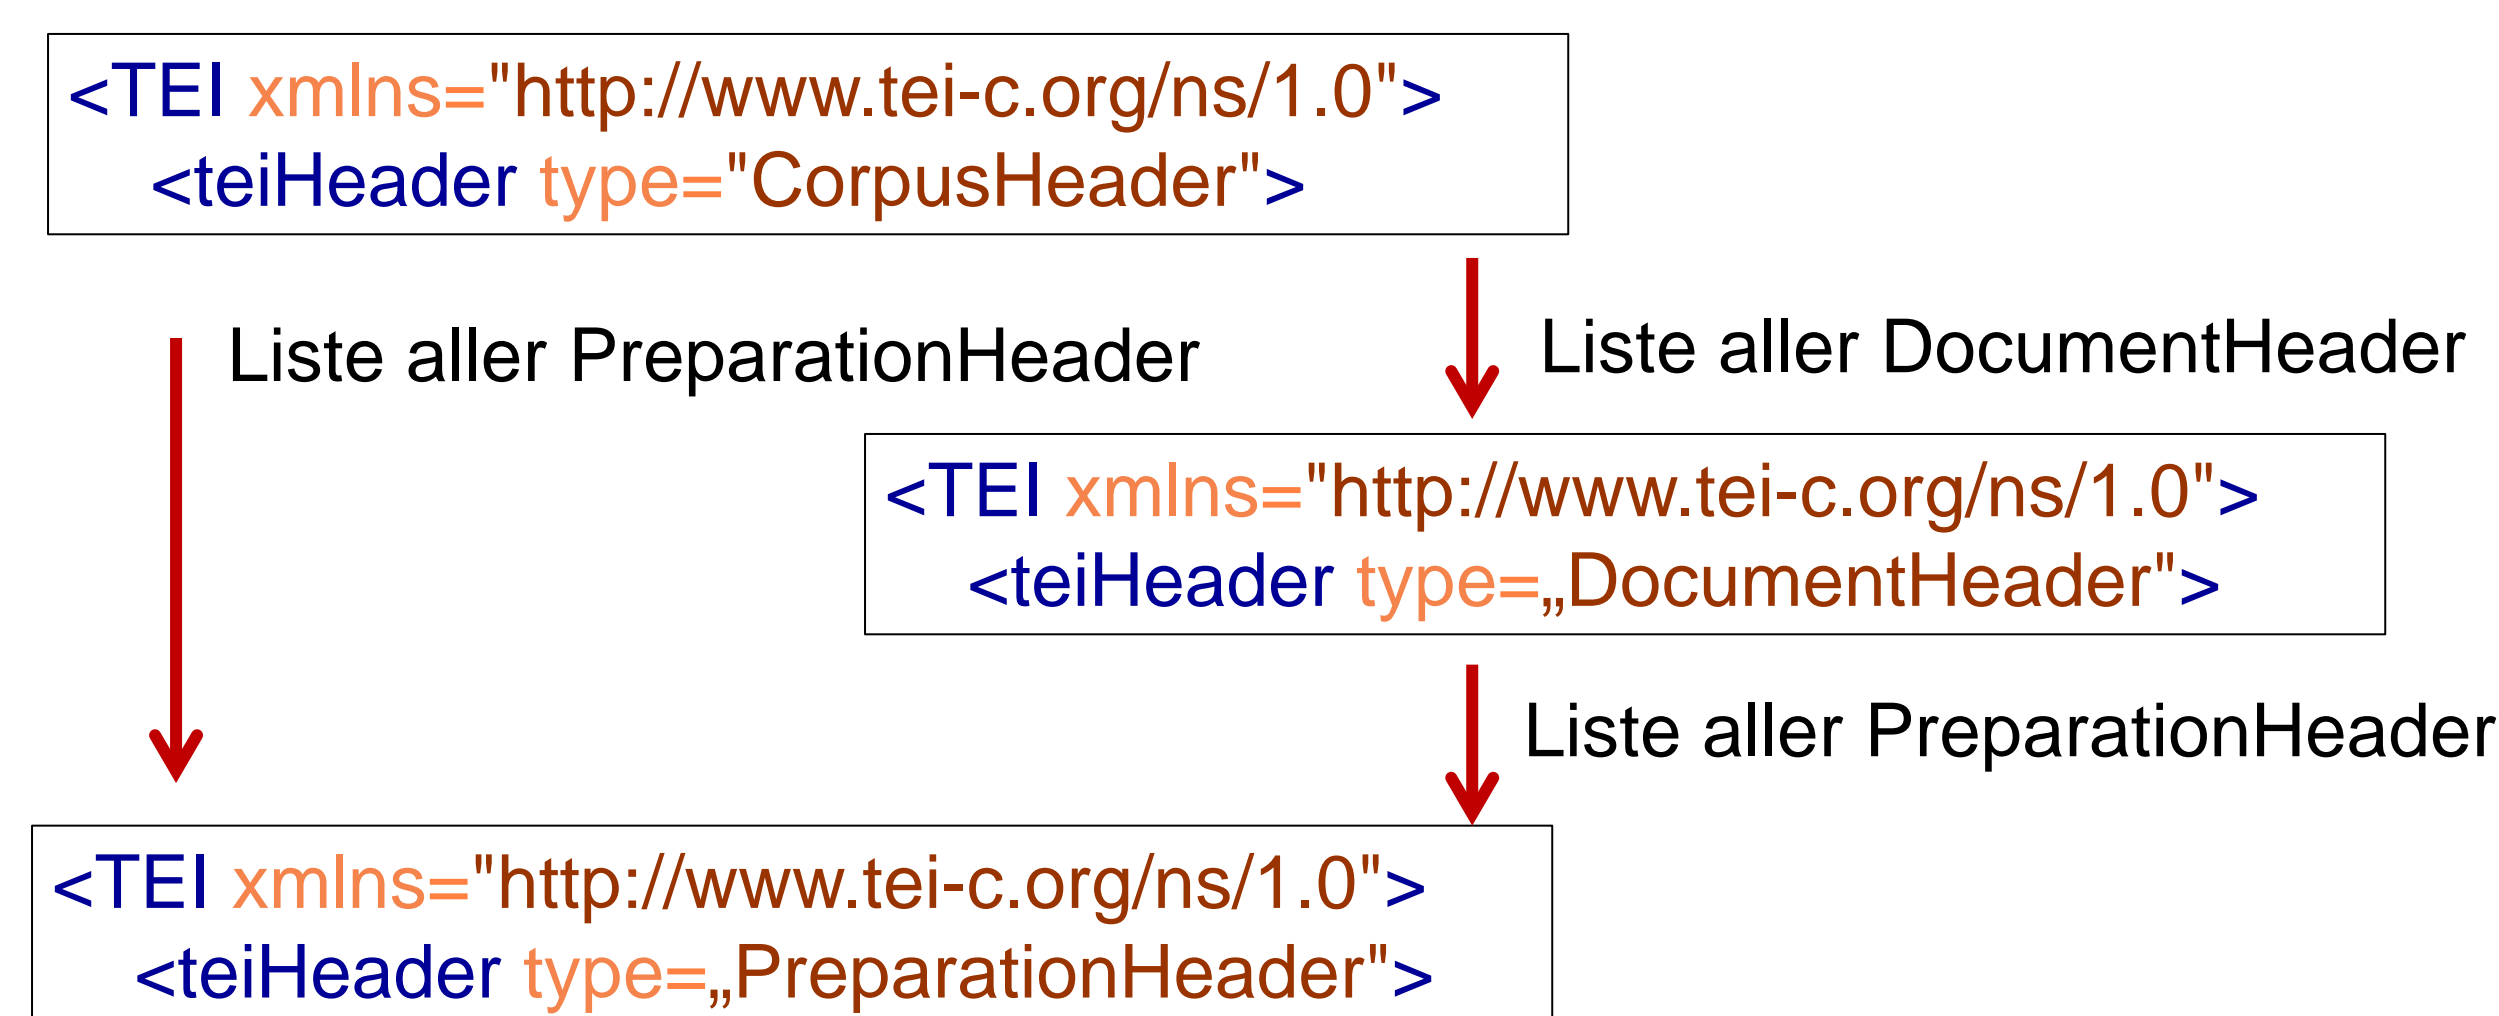 <TEI xmlns="http://www.tei-c.org/ns/1.0">
<teiHeader type="CorpusHeader">
Liste aller PreparationHeader
Liste aller DocumentHeader
<TEI xmlns="http://www.tei-c.org/ns/1.0">
<teiHeader type=„DocumentHeader">
Liste aller PreparationHeader
<TEI xmlns="http://www.tei-c.org/ns/1.0">
<teiHeader type=„PreparationHeader">